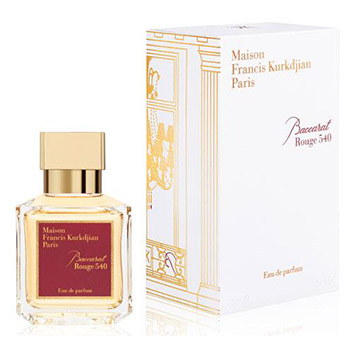 Maison
Francis Kurkdjian
Paris
Baccarat
Rouge 540
Eau de parfum
Maison
Francis Kurkdjian
Paris
Baccarat
Rouge 540
Eau de parfum